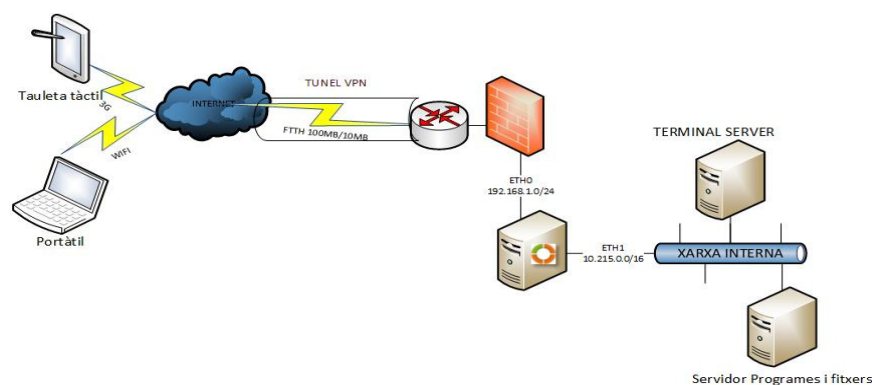 Tauleta tàctil
3G
WIFI
Portàtil
INTERNET
TUNEL VPN
FTTH 100MB/10MB
ETH0
192.168.1.0/24
ETH1
10.215.0.0/16
TERMINAL SERVER
XARXA INTERNA
Servidor Programes i fitxers